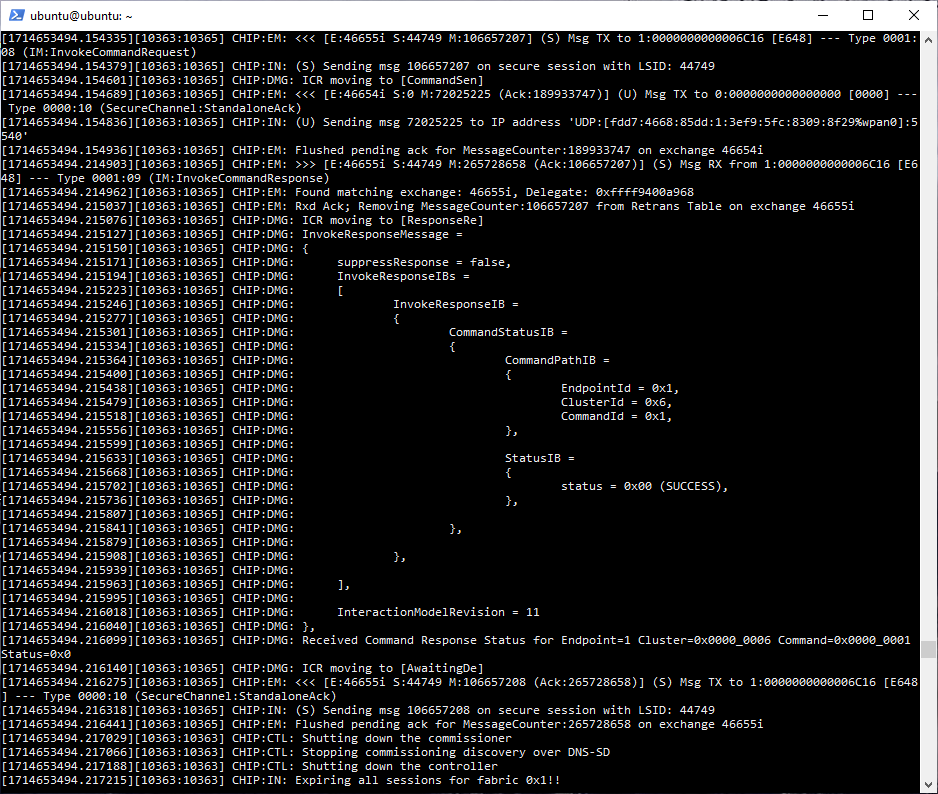 ubuntu@ubuntu: ~
[1714653494.154335][10363:10365] CHIP:EM: <<< [E:46655i S:44749 M:106657207] (S) Msg TX to 1:0000000000006C16 [E648] --- Type 0001:
08 (IM:InvokeCommandRequest)
[1714653494.154379][10363:10365] CHIP:IN: (S) Sending msg 106657207 on secure session with LSID: 44749
[1714653494.154601][10363:10365] CHIP:DMG: ICR moving to [CommandSen]
[1714653494.154689][10363:10365] CHIP:EM: <<< [E:46654i S:0 M:72025225 (Ack:189933747)] (U) Msg TX to 0:0000000000000000 [0000] ---
 Type 0000:10 (SecureChannel:StandaloneAck)
[1714653494.154836][10363:10365] CHIP:IN: (U) Sending msg 72025225 to IP address 'UDP:[fdd7:4668:85dd:1:3ef9:5fc:8309:8f29%wpan0]:5
540'
[1714653494.154936][10363:10365] CHIP:EM: Flushed pending ack for MessageCounter:189933747 on exchange 46654i
[1714653494.214903][10363:10365] CHIP:EM: >>> [E:46655i S:44749 M:265728658 (Ack:106657207)] (S) Msg RX from 1:0000000000006C16 [E6
48] --- Type 0001:09 (IM:InvokeCommandResponse)
[1714653494.214962][10363:10365] CHIP:EM: Found matching exchange: 46655i, Delegate: 0xffff9400a968
[1714653494.215037][10363:10365] CHIP:EM: Rxd Ack; Removing MessageCounter:106657207 from Retrans Table on exchange 46655i
[1714653494.215076][10363:10365] CHIP:DMG: ICR moving to [ResponseRe]
[1714653494.215127][10363:10365] CHIP:DMG: InvokeResponseMessage =
[1714653494.215150][10363:10365] CHIP:DMG: {
[1714653494.215171][10363:10365] CHIP:DMG:      suppressResponse = false,
[1714653494.215194][10363:10365] CHIP:DMG:      InvokeResponseIBs =
[1714653494.215223][10363:10365] CHIP:DMG:      [
[1714653494.215246][10363:10365] CHIP:DMG:              InvokeResponseIB =
[1714653494.215277][10363:10365] CHIP:DMG:              {
[1714653494.215301][10363:10365] CHIP:DMG:                      CommandStatusIB =
[1714653494.215334][10363:10365] CHIP:DMG:                      {
[1714653494.215364][10363:10365] CHIP:DMG:                              CommandPathIB =
[1714653494.215400][10363:10365] CHIP:DMG:                              {
[1714653494.215438][10363:10365] CHIP:DMG:                                      EndpointId = 0x1,
[1714653494.215479][10363:10365] CHIP:DMG:                                      ClusterId = 0x6,
[1714653494.215518][10363:10365] CHIP:DMG:                                      CommandId = 0x1,
[1714653494.215556][10363:10365] CHIP:DMG:                              },
[1714653494.215599][10363:10365] CHIP:DMG:
[1714653494.215633][10363:10365] CHIP:DMG:                              StatusIB =
[1714653494.215668][10363:10365] CHIP:DMG:                              {
[1714653494.215702][10363:10365] CHIP:DMG:                                      status = 0x00 (SUCCESS),
[1714653494.215736][10363:10365] CHIP:DMG:                              },
[1714653494.215807][10363:10365] CHIP:DMG:
[1714653494.215841][10363:10365] CHIP:DMG:                      },
[1714653494.215879][10363:10365] CHIP:DMG:
[1714653494.215908][10363:10365] CHIP:DMG:              },
[1714653494.215939][10363:10365] CHIP:DMG:
[1714653494.215963][10363:10365] CHIP:DMG:      ],
[1714653494.215995][10363:10365] CHIP:DMG:
[1714653494.216018][10363:10365] CHIP:DMG:      InteractionModelRevision = 11
[1714653494.216040][10363:10365] CHIP:DMG: },
[1714653494.216099][10363:10365] CHIP:DMG: Received Command Response Status for Endpoint=1 Cluster=0x0000_0006 Command=0x0000_0001
Status=0x0
[1714653494.216140][10363:10365] CHIP:DMG: ICR moving to [AwaitingDe]
[1714653494.216275][10363:10365] CHIP:EM: <<< [E:46655i S:44749 M:106657208 (Ack:265728658)] (S) Msg TX to 1:0000000000006C16 [E648
] --- Type 0000:10 (SecureChannel:StandaloneAck)
[1714653494.216318][10363:10365] CHIP:IN: (S) Sending msg 106657208 on secure session with LSID: 44749
[1714653494.216441][10363:10365] CHIP:EM: Flushed pending ack for MessageCounter:265728658 on exchange 46655i
[1714653494.217029][10363:10363] CHIP:CTL: Shutting down the commissioner
[1714653494.217066][10363:10363] CHIP:CTL: Stopping commissioning discovery over DNS-SD
[1714653494.217188][10363:10363] CHIP:CTL: Shutting down the controller
[1714653494.217215][10363:10363] CHIP:IN: Expiring all sessions for fabric 0x1!!